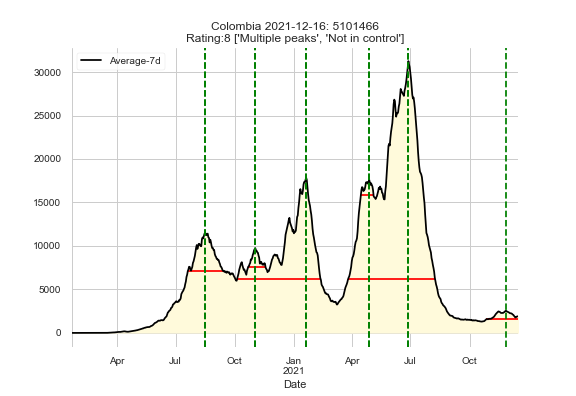 Colombia 2021-12-16: 5101466
Rating:8 ['Multiple peaks', 'Not in control']
Average-7d
30000
25000
20000
15000
10000
5000
0
Apr Jul Oct Jan Apr Jul Oct
2021
Date